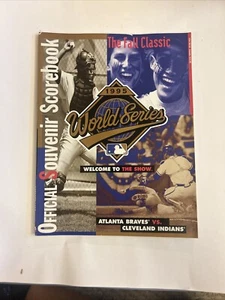 The Fall Classic
Official Souvenir Scorebook
1995
World Series
WELCOME TO THE SHOW
ATLANTA BRAVES VS.
CLEVELAND INDIANS